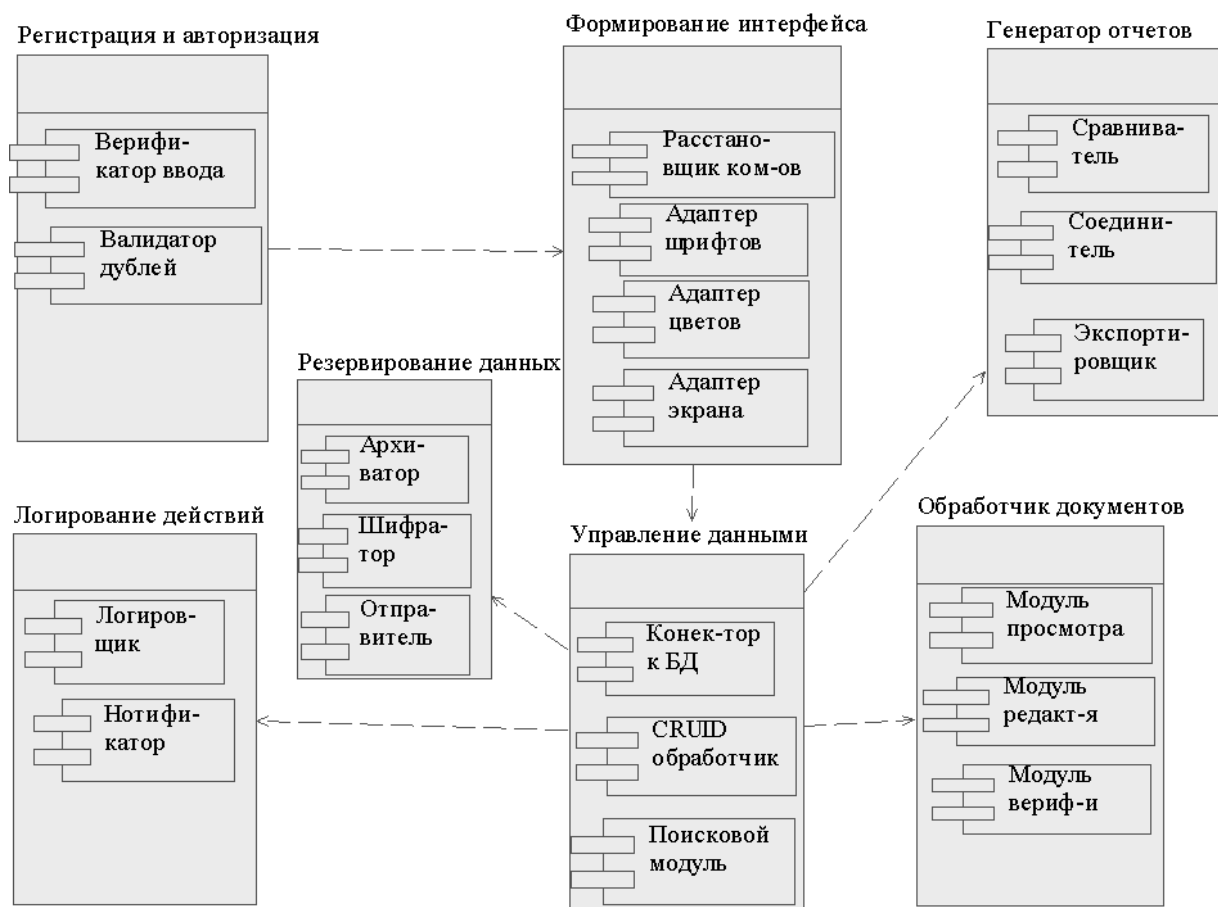 Регистрация и авторизация
Верифи-
катор ввода
Валидатор
дублей
Формирование интерфейса
Расстано-
вщик ком-ов
Адаптер
шрифтов
Адаптер
цветов
Адаптер
экрана
Генератор отчетов
Сравнива-
тель
Соедини-
тель
Экспорти-
ровщик
Резервирование данных
Архи-
ватор
Шифра-
тор
Отпра-
витель
Логирование действий
Логиров-
щик
Нотифи-
катор
Управление данными
Конек-тор
к БД
CRUID
обработчик
Поисковой
модуль
Обработчик документов
Модуль
просмотра
Модуль
редакт-я
Модуль
вериф-и